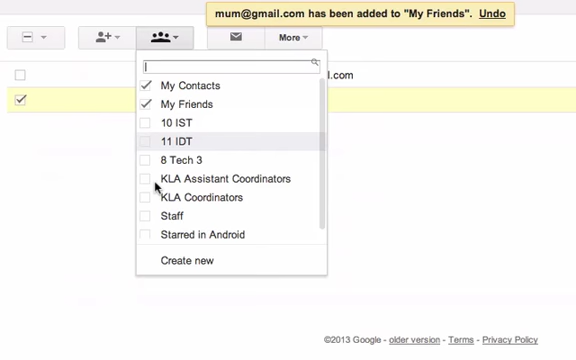 mum@gmail.com has been added to "My Friends". Undo
More
l.com
My Contacts
My Friends
10 IST
11 IDT
8 Tech 3
KLA Assistant Coordinators
KLA Coordinators
Staff
Starred in Android
Create new
©2013 Google - older version - Terms - Privacy Policy